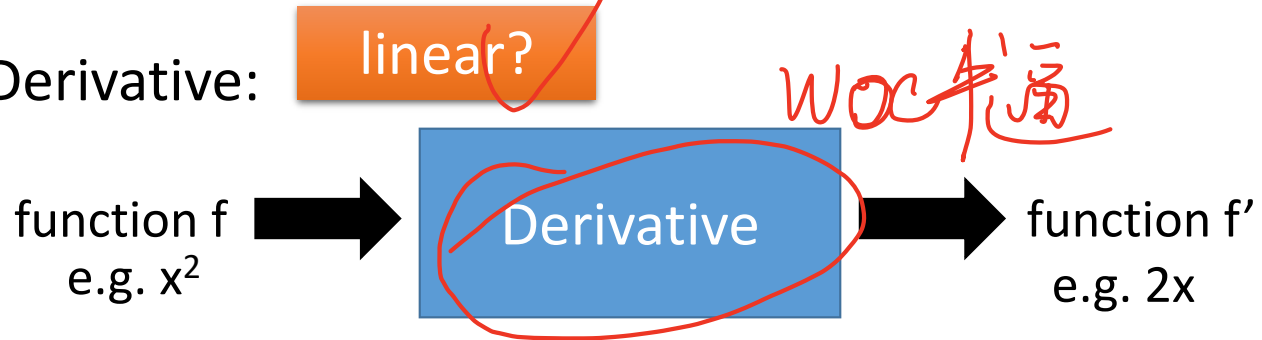 linear?
Derivative:
WOC牛逼
function f
e.g. x²
Derivative
function f’
e.g. 2x